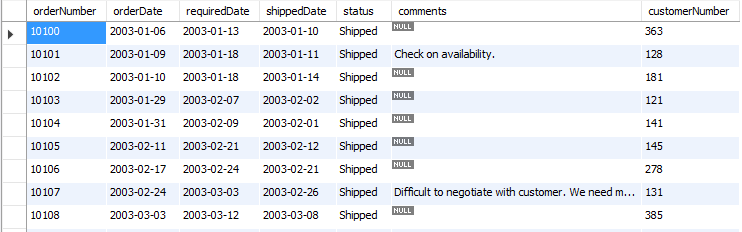 orderNumber orderDate requiredDate shippedDate status comments customerNumber
10100 2003-01-06 2003-01-13 2003-01-10 Shipped NULL 363
10101 2003-01-09 2003-01-18 2003-01-11 Shipped Check on availability. 128
10102 2003-01-10 2003-01-18 2003-01-14 Shipped NULL 181
10103 2003-01-29 2003-02-07 2003-02-02 Shipped NULL 121
10104 2003-01-31 2003-02-09 2003-02-01 Shipped NULL 141
10105 2003-02-11 2003-02-21 2003-02-12 Shipped NULL 145
10106 2003-02-17 2003-02-24 2003-02-21 Shipped NULL 278
10107 2003-02-24 2003-03-03 2003-02-26 Shipped Difficult to negotiate with customer. We need m... 131
10108 2003-03-03 2003-03-12 2003-03-08 Shipped NULL 385